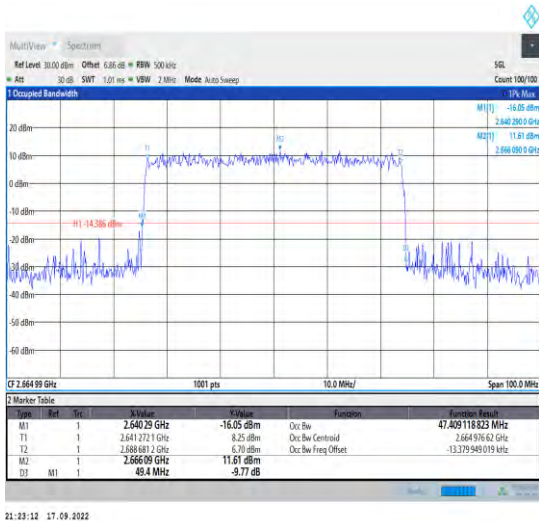 MultiView Spectrum
Ref Level 30.00 dBm Offset 6.86 dB RBW 500 kHz SGL
Att 30 dB SWT 1.01 ms VBW 2 MHz Mode Auto Sweep Count 100/100
1 Occupied Bandwidth 1Pk Max
M1[1] -16.05 dBm
2.640 290 0 GHz
M2[1] 11.61 dBm
2.666 090 0 GHz
20 dBm
T1 M2 T2
10 dBm
0 dBm
-10 dBm
M1
H1 -14.386 dBm
-20 dBm
D3
-30 dBm
-40 dBm
-50 dBm
-60 dBm
CF 2.664 99 GHz 1001 pts 10.0 MHz/ Span 100.0 MHz
2 Marker Table
Type Ref Trc X-Value Y-Value Function Function Result
M1 1 2.640 29 GHz -16.05 dBm Occ Bw 47.409 118 823 MHz
T1 1 2.641 272 1 GHz 8.25 dBm Occ Bw Centroid 2.664 976 62 GHz
T2 1 2.688 681 2 GHz 6.70 dBm Occ Bw Freq Offset -13.379 949 019 kHz
M2 1 2.666 09 GHz 11.61 dBm
D3 M1 1 49.4 MHz -9.77 dB
21:23:12 17.09.2022